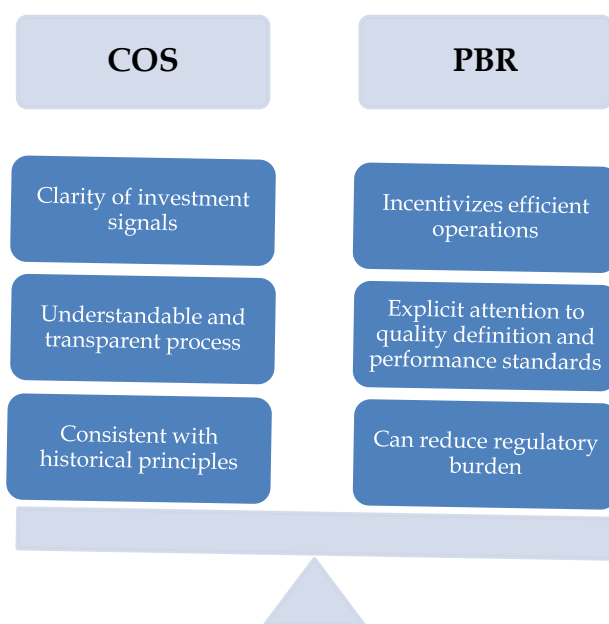 COS
PBR
Clarity of investment
signals
Understandable and
transparent process
Consistent with
historical principles
Incentivizes efficient
operations
Explicit attention to
quality definition and
performance standards
Can reduce regulatory
burden